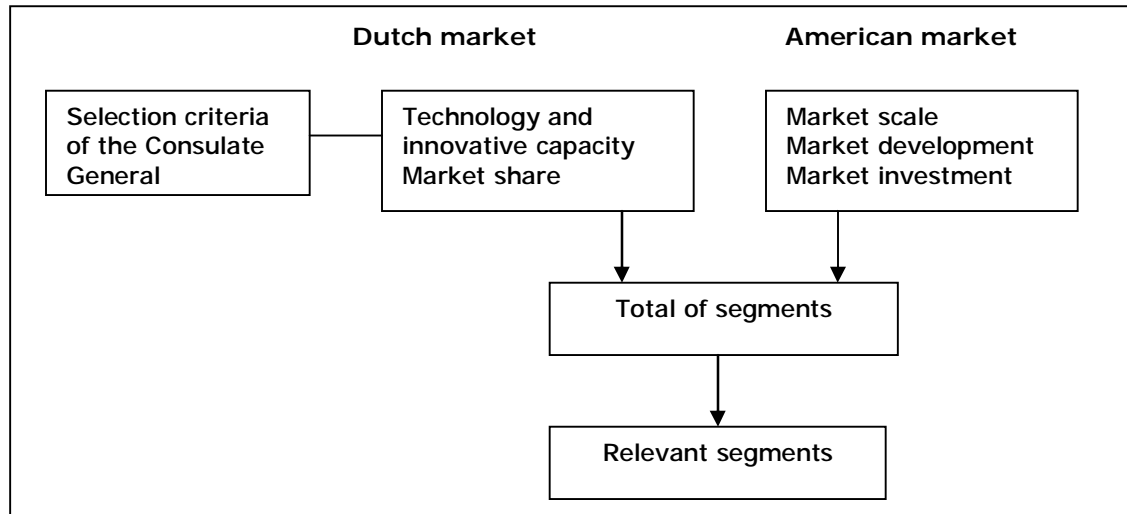 Dutch market
American market
Selection criteria
of the Consulate
General
Technology and
innovative capacity
Market share
Market scale
Market development
Market investment
Total of segments
Relevant segments